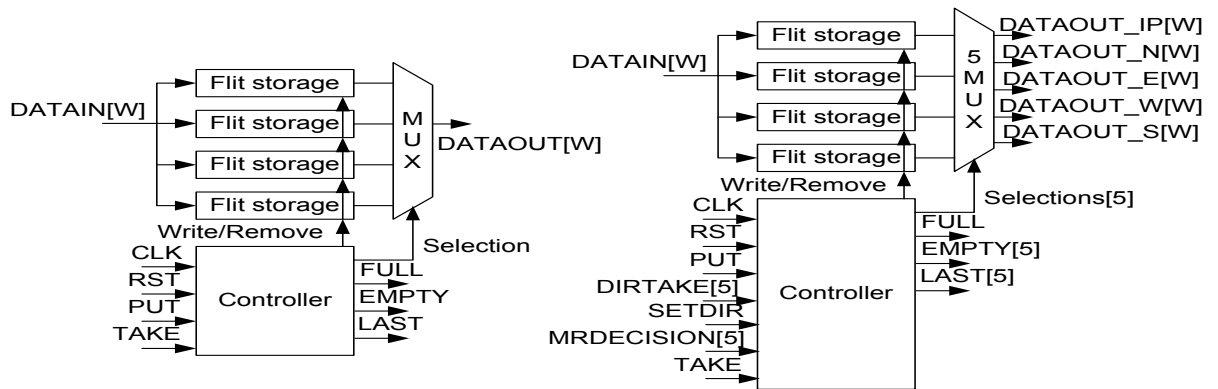 Flit storage
Flit storage
Flit storage
Flit storage
DATAIN[W]
MUX
DATAOUT[W]
Write/Remove
Selection
CLK
RST
PUT
TAKE
Controller
FULL
EMPTY
LAST
Flit storage
Flit storage
Flit storage
Flit storage
DATAIN[W]
5 MUX
DATAOUT_IP[W]
DATAOUT_N[W]
DATAOUT_E[W]
DATAOUT_W[W]
DATAOUT_S[W]
Write/Remove
Selections[5]
CLK
RST
PUT
DIRTAKE[5]
SETDIR
MRDECISION[5]
TAKE
Controller
FULL
EMPTY[5]
LAST[5]